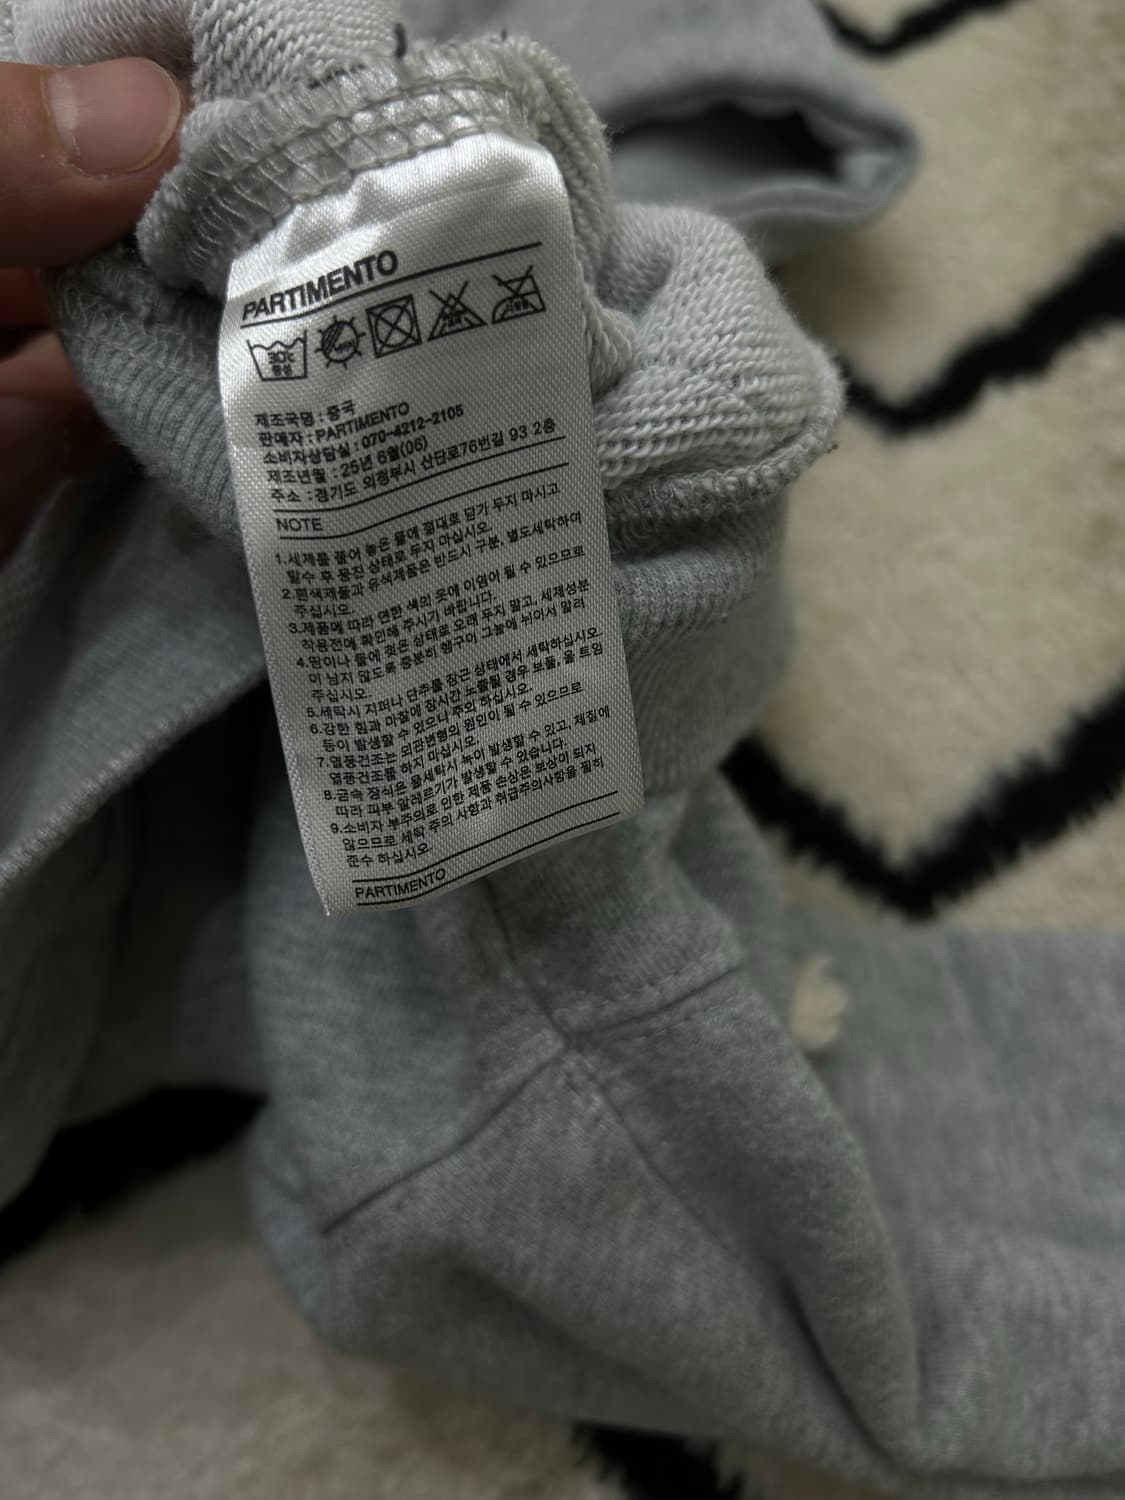 PARTIMENTO
30℃
중성
제조국명 : 중국
판매자 : PARTIMENTO
소비자상담실 : 070-4212-2105
제조년월 : 25년 6월(06)
주소 : 경기도 의정부시 산단로76번길 93 2층
NOTE
1.세제를 풀어 놓은 물에 절대로 담가 두지 마시고
탈수 후 뭉친 상태로 두지 마십시오.
2.흰색제품과 유색제품은 반드시 구분, 별도세탁하여
주십시오.
3.제품에 따라 연한 색의 옷에 이염이 될 수 있으므로
착용전에 확인해 주시기 바랍니다.
4.땀이나 물에 젖은 상태로 오래 두지 말고, 세제성분
이 남지 않도록 충분히 헹구어 그늘에 뉘어서 말려
주십시오.
5.세탁시 지퍼나 단추를 잠근 상태에서 세탁하십시오.
6.강한 힘과 마찰에 장시간 노출될 경우 보풀, 올 트임
등이 발생할 수 있으니 주의 하십시오.
7.열풍건조는 외관변형의 원인이 될 수 있으므로
열풍건조를 하지 마십시오.
8.금속 장식은 물세탁시 녹이 발생할 수 있고, 체질에
따라 피부 알레르기가 발생할 수 있습니다.
9.소비자 부주의로 인한 제품 손상은 보상이 되지
않으므로 세탁 주의 사항과 취급주의사항을 필히
준수 하십시오.
PARTIMENTO